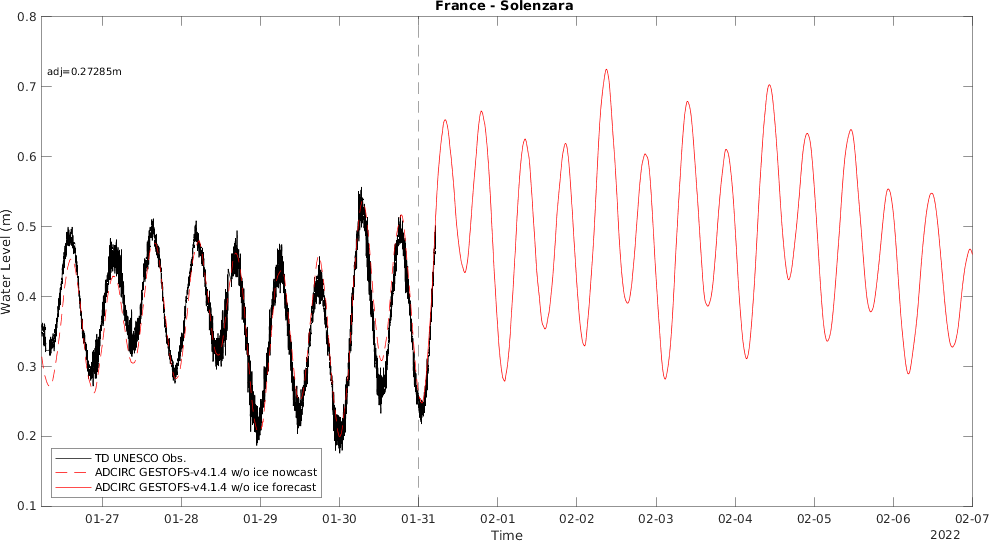 France - Solenzara
0.8
0.7
0.6
0.5
0.4
0.3
0.2
0.1
Water Level (m)
adj=0.27285m
TD UNESCO Obs.
ADCIRC GESTOFS-v4.1.4 w/o ice nowcast
ADCIRC GESTOFS-v4.1.4 w/o ice forecast
01-27 01-28 01-29 01-30 01-31 02-01 02-02 02-03 02-04 02-05 02-06 02-07
Time
2022